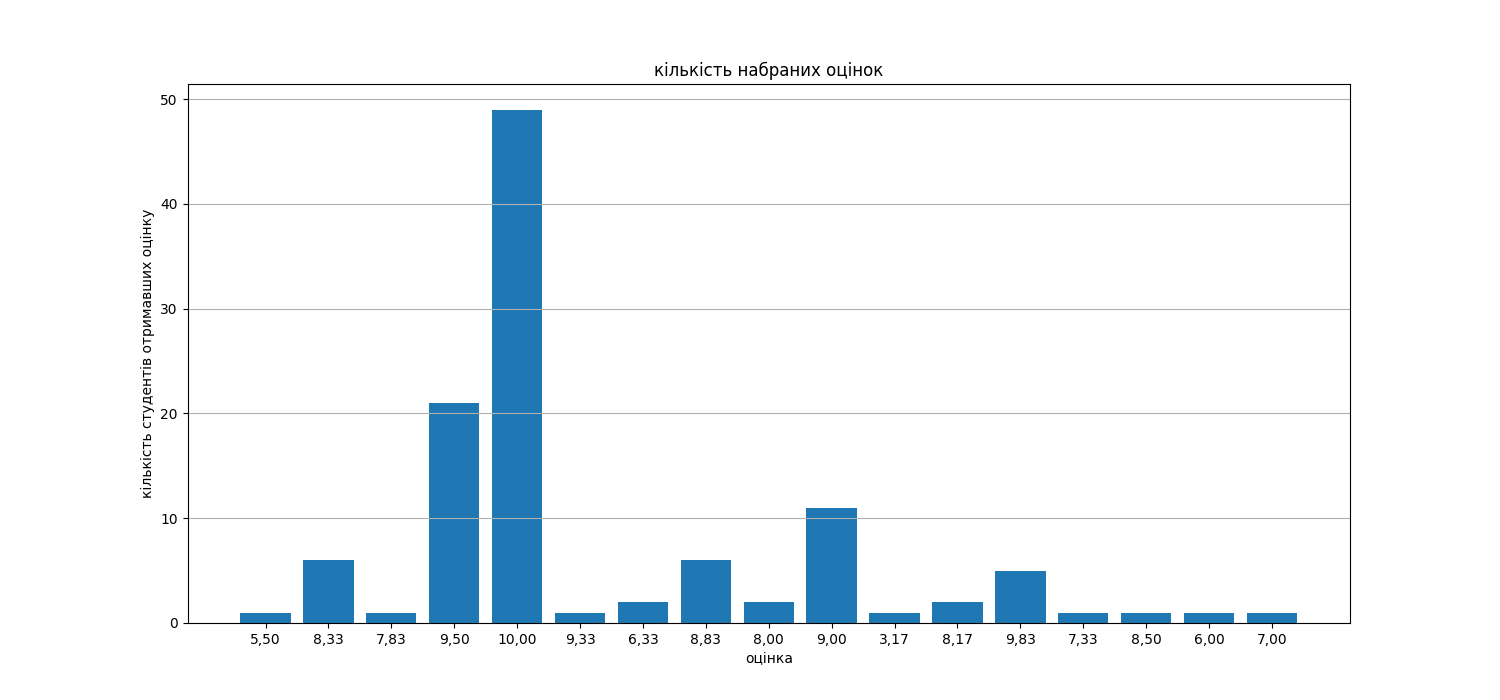 кількість набраних оцінок
кількість студентів отримавших оцінку
50
40
30
20
10
0
5,50 8,33 7,83 9,50 10,00 9,33 6,33 8,83 8,00 9,00 3,17 8,17 9,83 7,33 8,50 6,00 7,00
оцінка